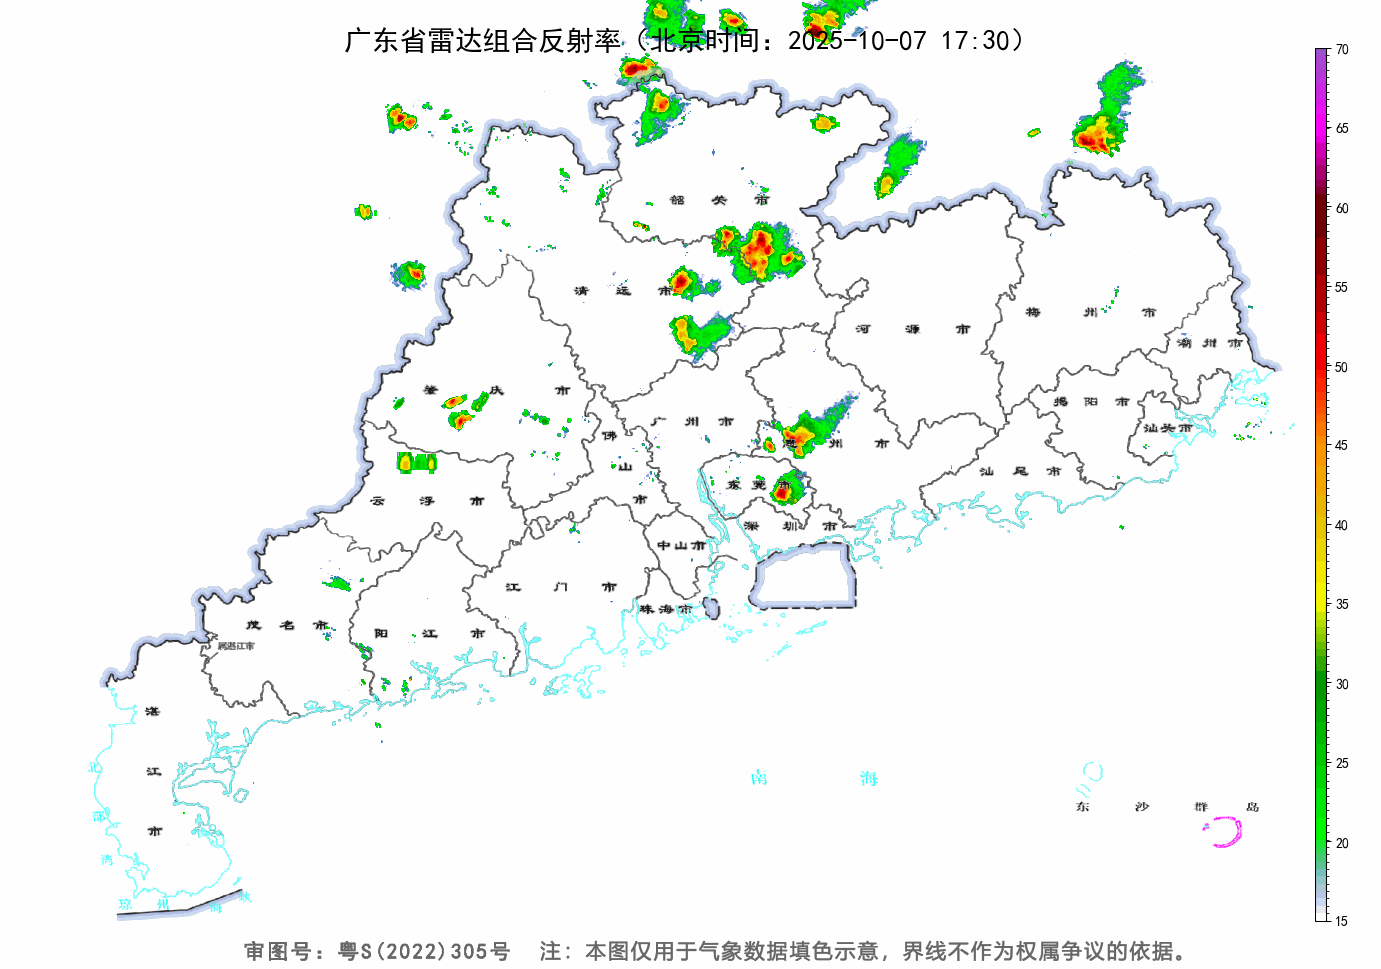 广东省雷达组合反射率（北京时间：2025-10-07 17:30）
70
65
60
55
50
45
40
35
30
25
20
15
韶关市
清远市
河源市
梅州市
潮州市
肇庆市
广州市
佛山市
惠州市
揭阳市
汕头市
汕尾市
东莞市
云浮市
深圳市
中山市
江门市
珠海市
茂名市
阳江市
属湛江市
湛江市
北部湾
南海
东沙群岛
琼州海峡
审图号：粤S(2022)305号 注：本图仅用于气象数据填色示意，界线不作为权属争议的依据。